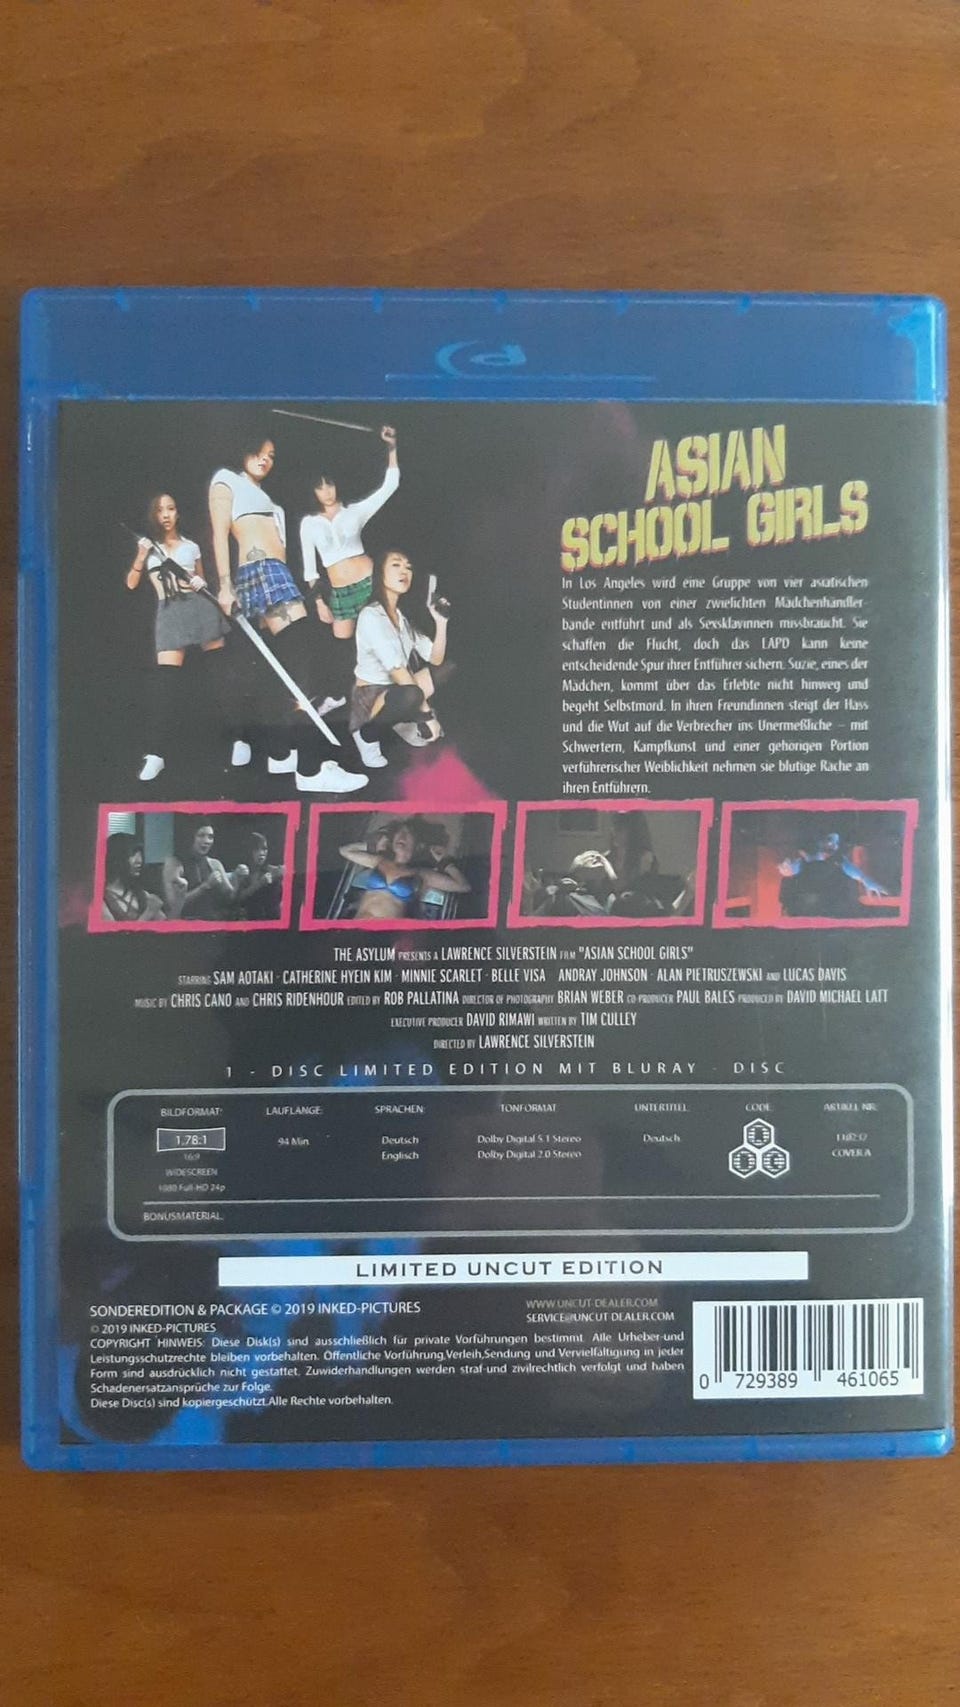 ASIAN
SCHOOL GIRLS
In Los Angeles wird eine Gruppe von vier asiatischen
Studentinnen von einer zwielichten Mädchenhändler-
bande entführt und als Sexsklavinnen missbraucht. Sie
schaffen die Flucht, doch das LAPD kann keine
entscheidende Spur ihrer Entführer sichern. Suzie, eines der
Mädchen, kommt über das Erlebte nicht hinweg und
begeht Selbstmord. In ihren Freundinnen steigt der Hass
und die Wut auf die Verbrecher ins Unermeßliche – mit
Schwertern, Kampfkunst und einer gehörigen Portion
verführerischer Weiblichkeit nehmen sie blutige Rache an
ihren Entführern.
THE ASYLUM PRESENTS A LAWRENCE SILVERSTEIN FILM "ASIAN SCHOOL GIRLS"
STARRING SAM AOTAKI · CATHERINE HYEIN KIM · MINNIE SCARLET · BELLE VISA ANDRAY JOHNSON · ALAN PIETRUSZEWSKI AND LUCAS DAVIS
MUSIC BY CHRIS CANO AND CHRIS RIDENHOUR EDITED BY ROB PALLATINA DIRECTOR OF PHOTOGRAPHY BRIAN WEBER CO-PRODUCER PAUL BALES PRODUCED BY DAVID MICHAEL LATT
EXECUTIVE PRODUCER DAVID RIMAWI WRITTEN BY TIM CULLEY
DIRECTED BY LAWRENCE SILVERSTEIN
1 - DISC LIMITED EDITION MIT BLURAY - DISC
BILDFORMAT: LAUFLÄNGE: SPRACHEN: TONFORMAT UNTERTITEL: CODE: ARTIKEL NR:
1.78:1 94 Min Deutsch Dolby Digital 5.1 Stereo Deutsch
16:9 Englisch Dolby Digital 2.0 Stereo COVER A
WIDESCREEN
1080 Full-HD 24p
BONUSMATERIAL:
LIMITED UNCUT EDITION
SONDEREDITION & PACKAGE © 2019 INKED-PICTURES
WWW.UNCUT-DEALER.COM
SERVICE@UNCUT-DEALER.COM
© 2019 INKED-PICTURES
COPYRIGHT HINWEIS: Diese Disk(s) sind ausschließlich für private Vorführungen bestimmt. Alle Urheber-und
Leistungsschutzrechte bleiben vorbehalten. Öffentliche Vorführung,Verleih,Sendung und Vervielfältigung in jeder
Form sind ausdrücklich nicht gestattet. Zuwiderhandlungen werden straf-und zivilrechtlich verfolgt und haben
Schadenersatzansprüche zur Folge.
Diese Disc(s) sind kopiergeschützt.Alle Rechte vorbehalten.
0 729389 461065